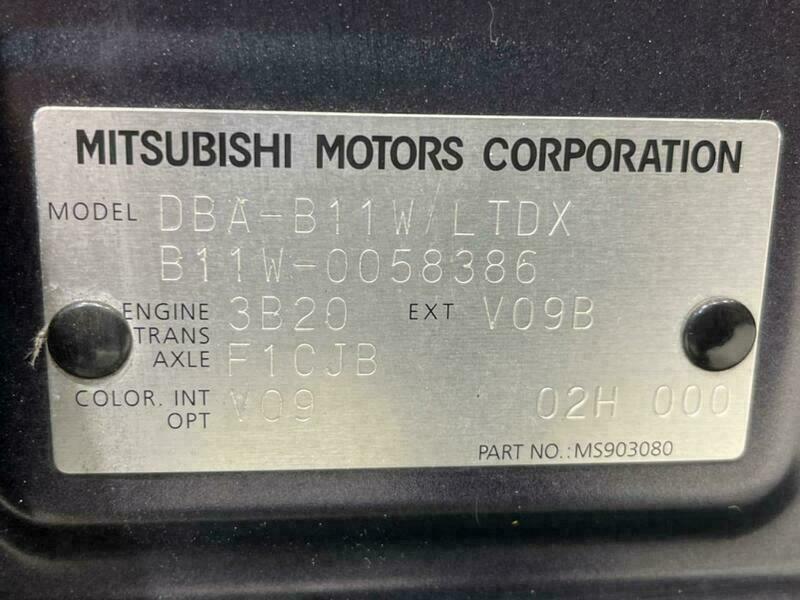 MITSUBISHI MOTORS CORPORATION
MODEL DBA-B11W/LTDX
B11W-0058386
ENGINE 3B20 EXT V09B
TRANS
AXLE F1CJB
COLOR. INT V09 02H 000
OPT
PART NO.: MS903080